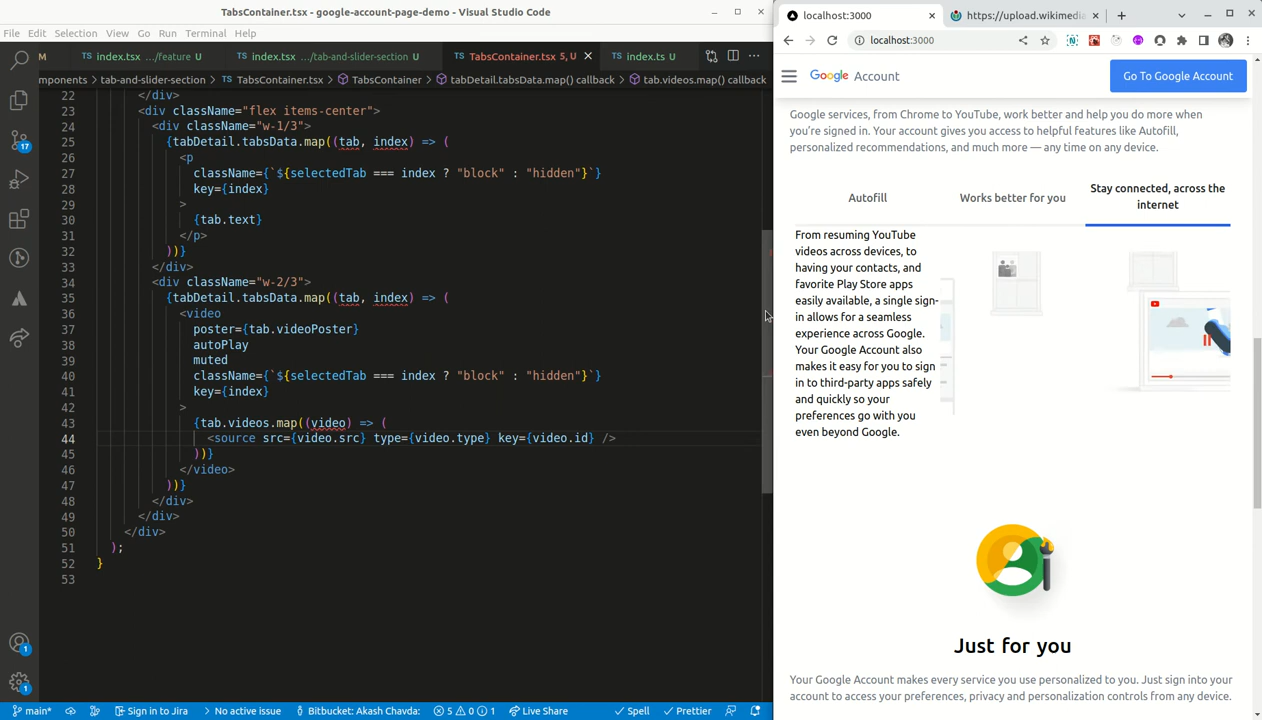 TabsContainer.tsx - google-account-page-demo - Visual Studio Code
File Edit Selection View Go Run Terminal Help
M TS index.tsx .../feature U TS index.tsx .../tab-and-slider-section U TS TabsContainer.tsx 5, U TS index.ts U
mponents > tab-and-slider-section > TS TabsContainer.tsx > TabsContainer > tabDetail.tabsData.map() callback > tab.videos.map() callback
22 </div>
23 <div className="flex items-center">
24 <div className="w-1/3">
25 {tabDetail.tabsData.map((tab, index) => (
26 <p
27 className={`${selectedTab === index ? "block" : "hidden"}`}
28 key={index}
29 >
30 {tab.text}
31 </p>
32 ))}
33 </div>
34 <div className="w-2/3">
35 {tabDetail.tabsData.map((tab, index) => (
36 <video
37 poster={tab.videoPoster}
38 autoPlay
39 muted
40 className={`${selectedTab === index ? "block" : "hidden"}`}
41 key={index}
42 >
43 {tab.videos.map((video) => (
44 <source src={video.src} type={video.type} key={video.id} />
45 ))}
46 </video>
47 ))}
48 </div>
49 </div>
50 </div>
51 );
52 }
53
17
1
1
main* Sign in to Jira No active issue Bitbucket: Akash Chavda: 5 0 1 Live Share Spell Prettier
localhost:3000 https://upload.wikimedia
localhost:3000
Google Account Go To Google Account
Google services, from Chrome to YouTube, work better and help you do more when
you're signed in. Your account gives you access to helpful features like Autofill,
personalized recommendations, and much more — any time on any device.
Autofill
Works better for you
Stay connected, across the
internet
From resuming YouTube
videos across devices, to
having your contacts, and
favorite Play Store apps
easily available, a single sign-
in allows for a seamless
experience across Google.
Your Google Account also
makes it easy for you to sign
in to third-party apps safely
and quickly so your
preferences go with you
even beyond Google.
Just for you
Your Google Account makes every service you use personalized to you. Just sign into your
account to access your preferences, privacy and personalization controls from any device.